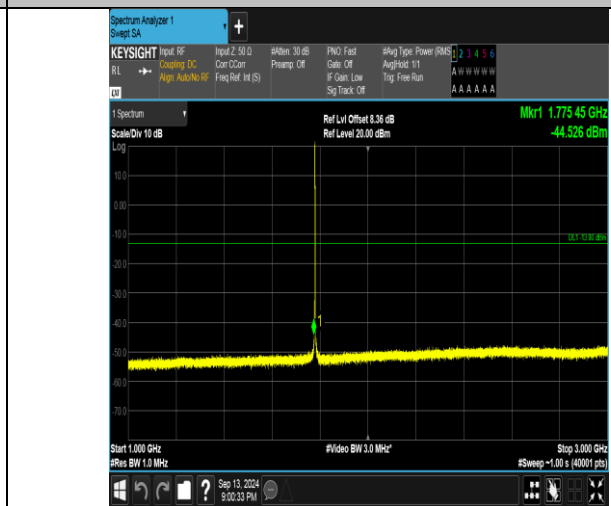 Spectrum Analyzer 1
Swept SA
+
KEYSIGHT Input: RF Input Z: 50 Ω #Atten: 30 dB PNO: Fast #Avg Type: Power (RMS 1 2 3 4 5 6
RL Coupling: DC Corr CCorr Preamp: Off Gate: Off Avg|Hold: 1/1 A W W W W W
Align: Auto/No RF Freq Ref: Int (S) IF Gain: Low Trig: Free Run
LXI Sig Track: Off A A A A A A
1 Spectrum Ref Lvl Offset 8.36 dB Mkr1 1.775 45 GHz
Scale/Div 10 dB Ref Level 20.00 dBm -44.526 dBm
Log
10.0
0.00
-10.0
DL1 -13.00 dBm
-20.0
-30.0
-40.0
1
-50.0
-60.0
-70.0
Start 1.000 GHz #Video BW 3.0 MHz* Stop 3.000 GHz
#Res BW 1.0 MHz #Sweep ~1.00 s (40001 pts)
? Sep 13, 2024
9:00:33 PM